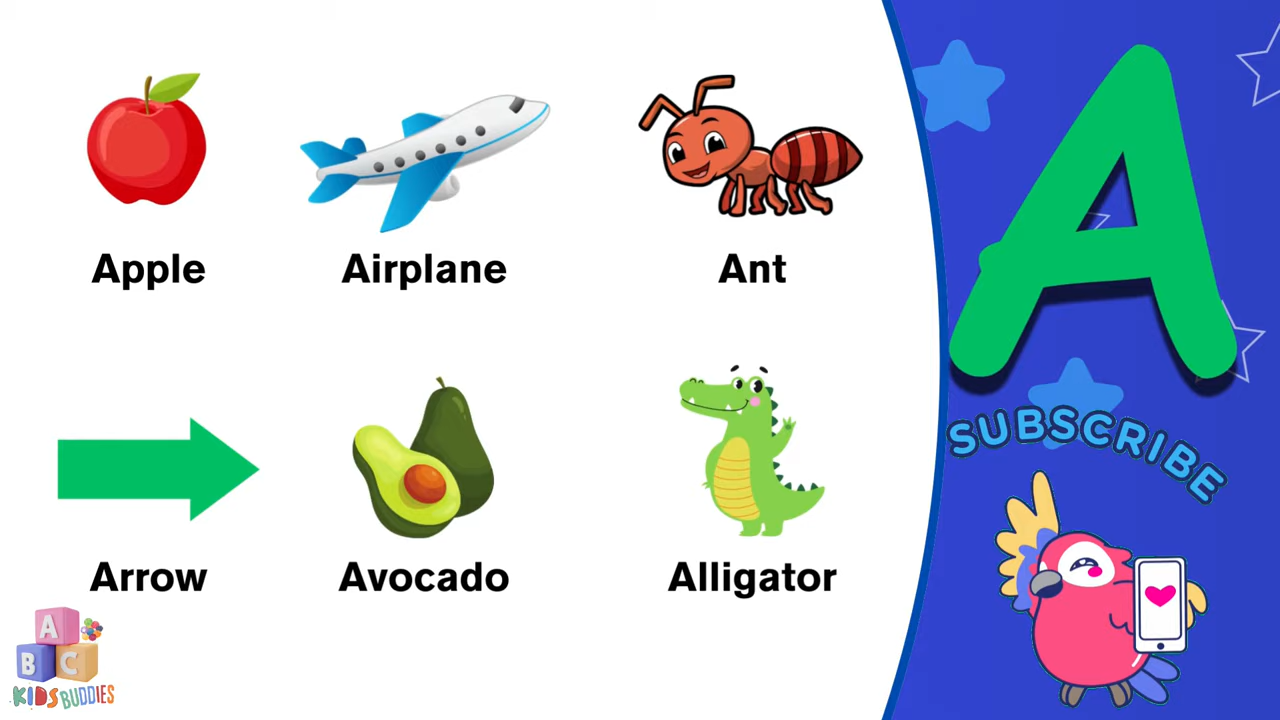 Apple
Airplane
Ant
A
Arrow
Avocado
Alligator
SUBSCRIBE
A
B C
KIDS BUDDIES